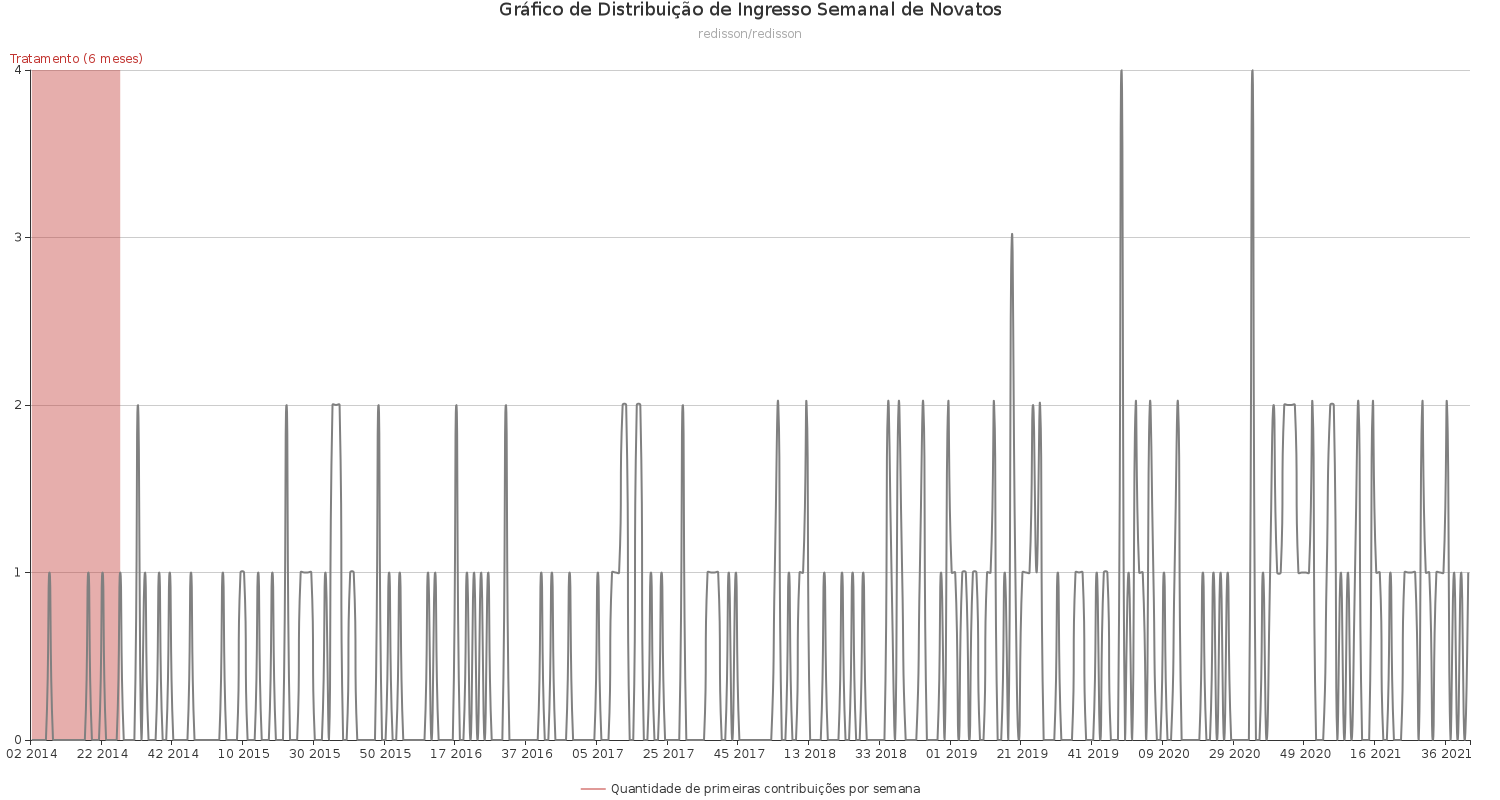 Gráfico de Distribuição de Ingresso Semanal de Novatos
redisson/redisson
Tratamento (6 meses)
4
3
2
1
0
02 2014 22 2014 42 2014 10 2015 30 2015 50 2015 17 2016 37 2016 05 2017 25 2017 45 2017 13 2018 33 2018 01 2019 21 2019 41 2019 09 2020 29 2020 49 2020 16 2021 36 2021
Quantidade de primeiras contribuições por semana